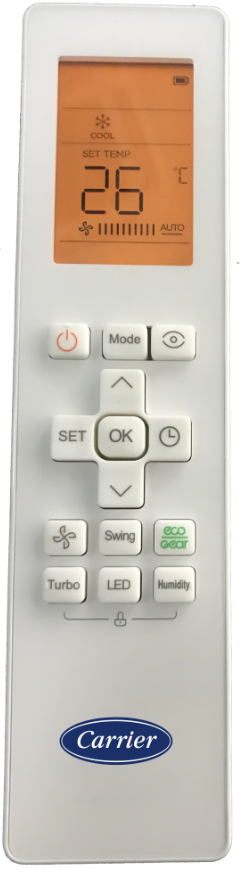 COOL
SET TEMP
26 °C
AUTO
Mode
SET OK
Swing eco GEAR
Turbo LED Humidity
Carrier